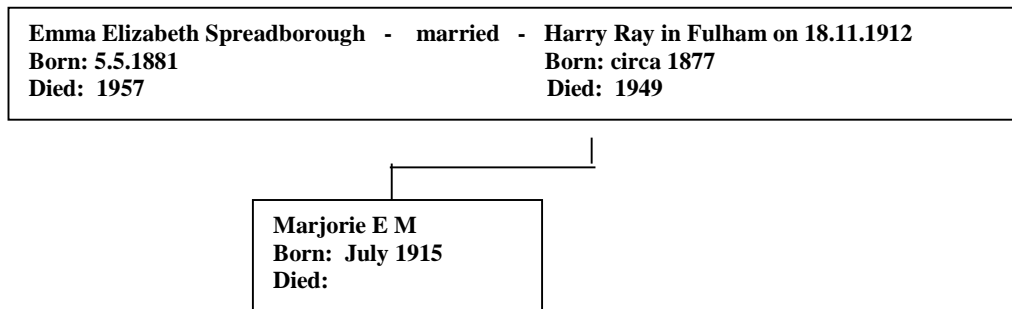 Emma Elizabeth Spreadborough - married - Harry Ray in Fulham on 18.11.1912
Born: 5.5.1881 Born: circa 1877
Died: 1957 Died: 1949
Marjorie E M
Born: July 1915
Died: